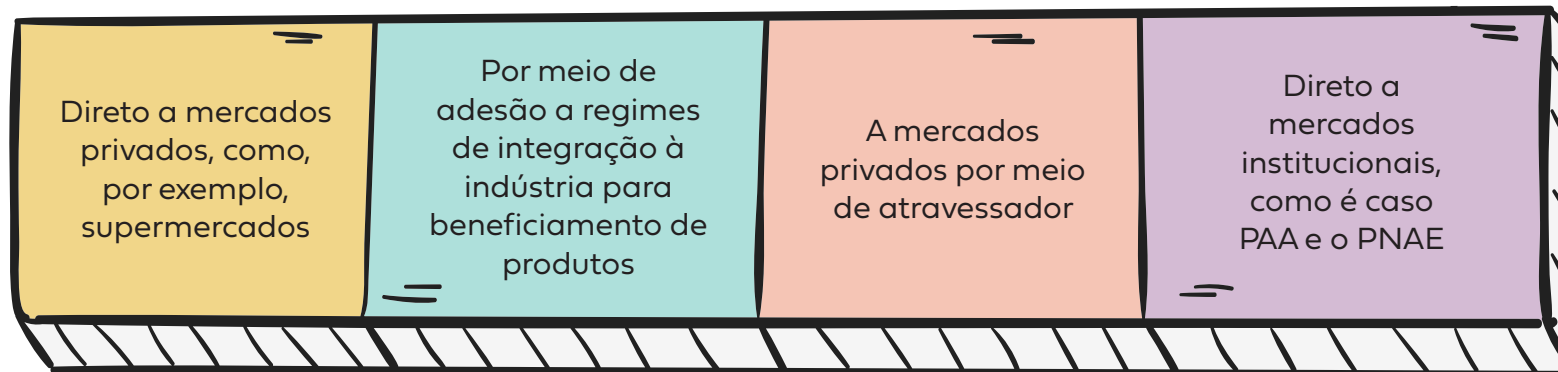 Direto a mercados
privados, como,
por exemplo,
supermercados
Por meio de
adesão a regimes
de integração à
indústria para
beneficiamento de
produtos
A mercados
privados por meio
de atravessador
Direto a
mercados
institucionais,
como é caso
PAA e o PNAE